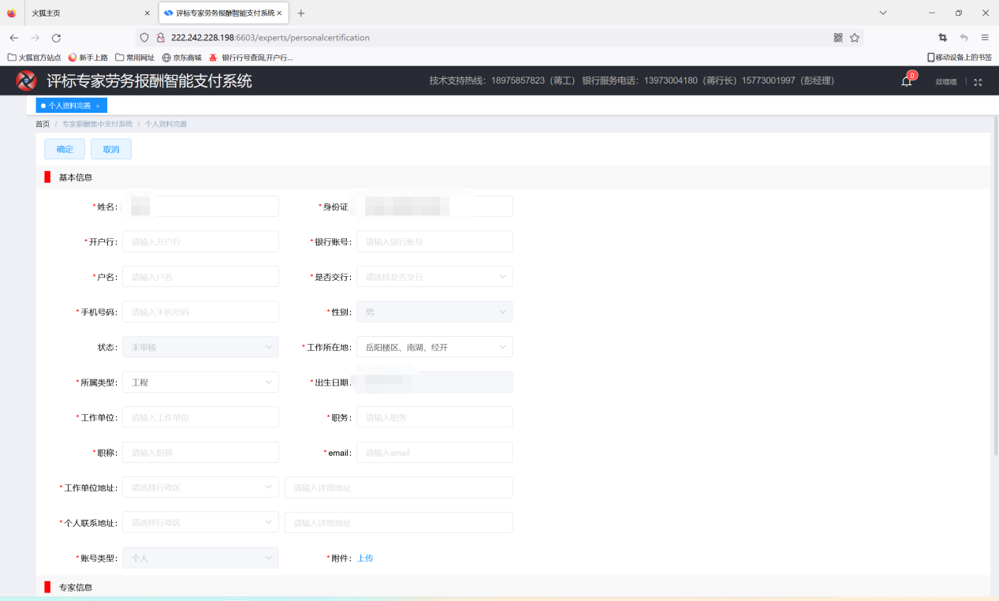 火狐主页
评标专家劳务报酬智能支付系统
222.242.228.198:6603/experts/personalcertification
火狐官方站点 新手上路 常用网址 京东商城 银行行号查询,开户行... 移动设备上的书签
评标专家劳务报酬智能支付系统 技术支持热线：18975857823（蒋工） 银行服务电话：13973004180（蒋行长）15773001997（彭经理） 0
个人资料完善
首页 / 专家薪酬集中支付系统 / 个人资料完善
确定 取消
基本信息
*姓名: *身份证
*开户行: 请输入开户行 *银行账号: 请输入银行账号
*户名: 请输入户名 *是否交行: 请选择是否交行
*手机号码: 请输入手机号码 *性别: 男
状态: 未审核 *工作所在地: 岳阳楼区、南湖、经开
*所属类型: 工程 *出生日期:
*工作单位: 请输入工作单位 *职务: 请输入职务
*职称: 请输入职称 *email: 请输入email
*工作单位地址: 请选择行政区 请输入详细地址
*个人联系地址: 请选择行政区 请输入详细地址
*账号类型: 个人 *附件: 上传
专家信息